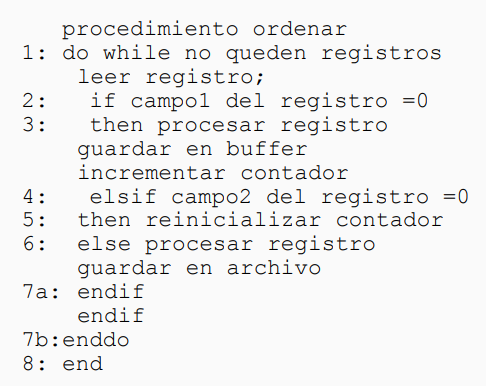 procedimiento ordenar
1: do while no queden registros
leer registro;
2: if campo1 del registro =0
3: then procesar registro
guardar en buffer
incrementar contador
4: elsif campo2 del registro =0
5: then reinicializar contador
6: else procesar registro
guardar en archivo
7a: endif
endif
7b:enddo
8: end